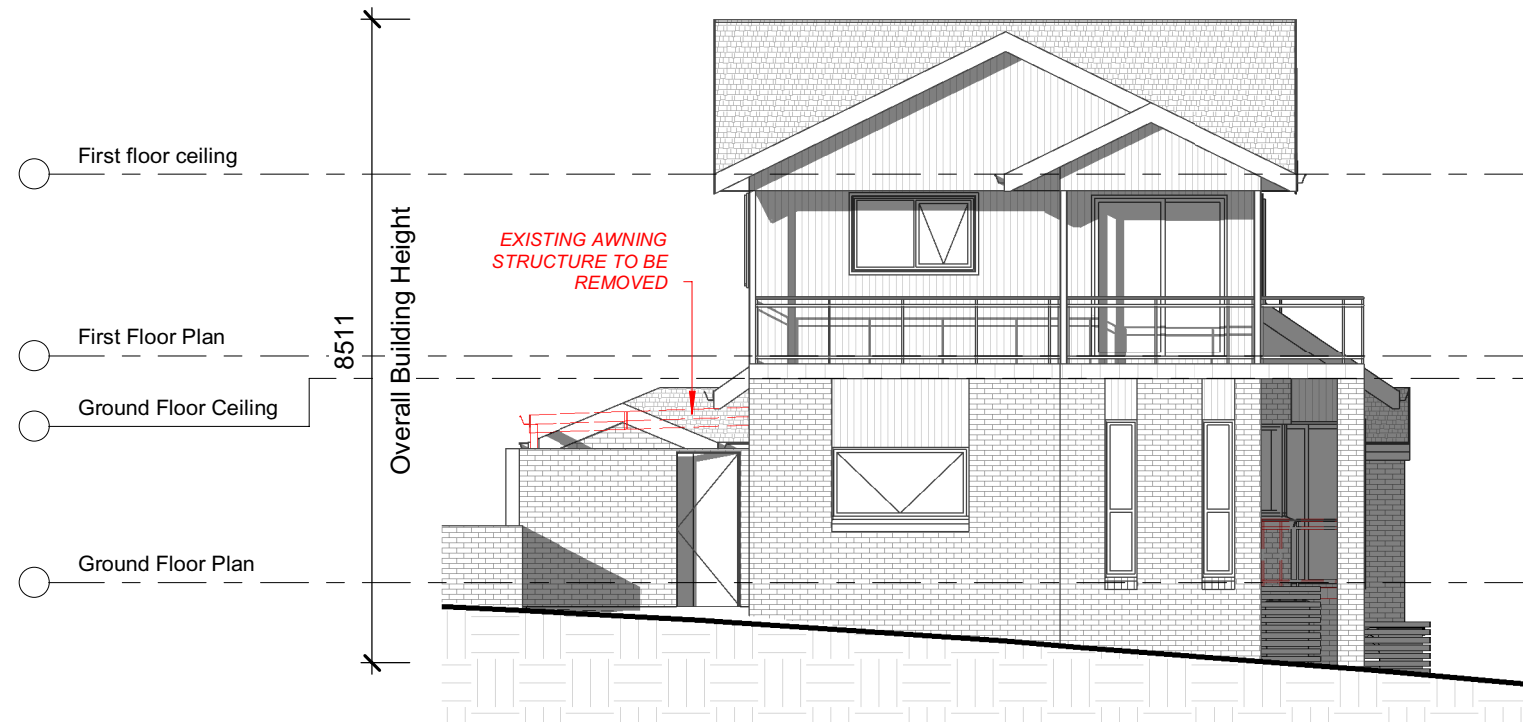 First floor ceiling
EXISTING AWNING
STRUCTURE TO BE
REMOVED
First Floor Plan
8511
Overall Building Height
Ground Floor Ceiling
Ground Floor Plan